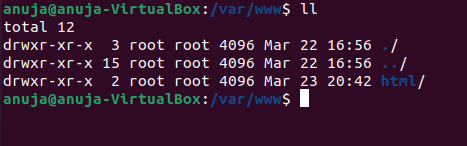 anuja@anuja-VirtualBox:/var/www$ ll
total 12
drwxr-xr-x  3 root root 4096 Mar 22 16:56 ./
drwxr-xr-x 15 root root 4096 Mar 22 16:56 ../
drwxr-xr-x  2 root root 4096 Mar 23 20:42 html/
anuja@anuja-VirtualBox:/var/www$